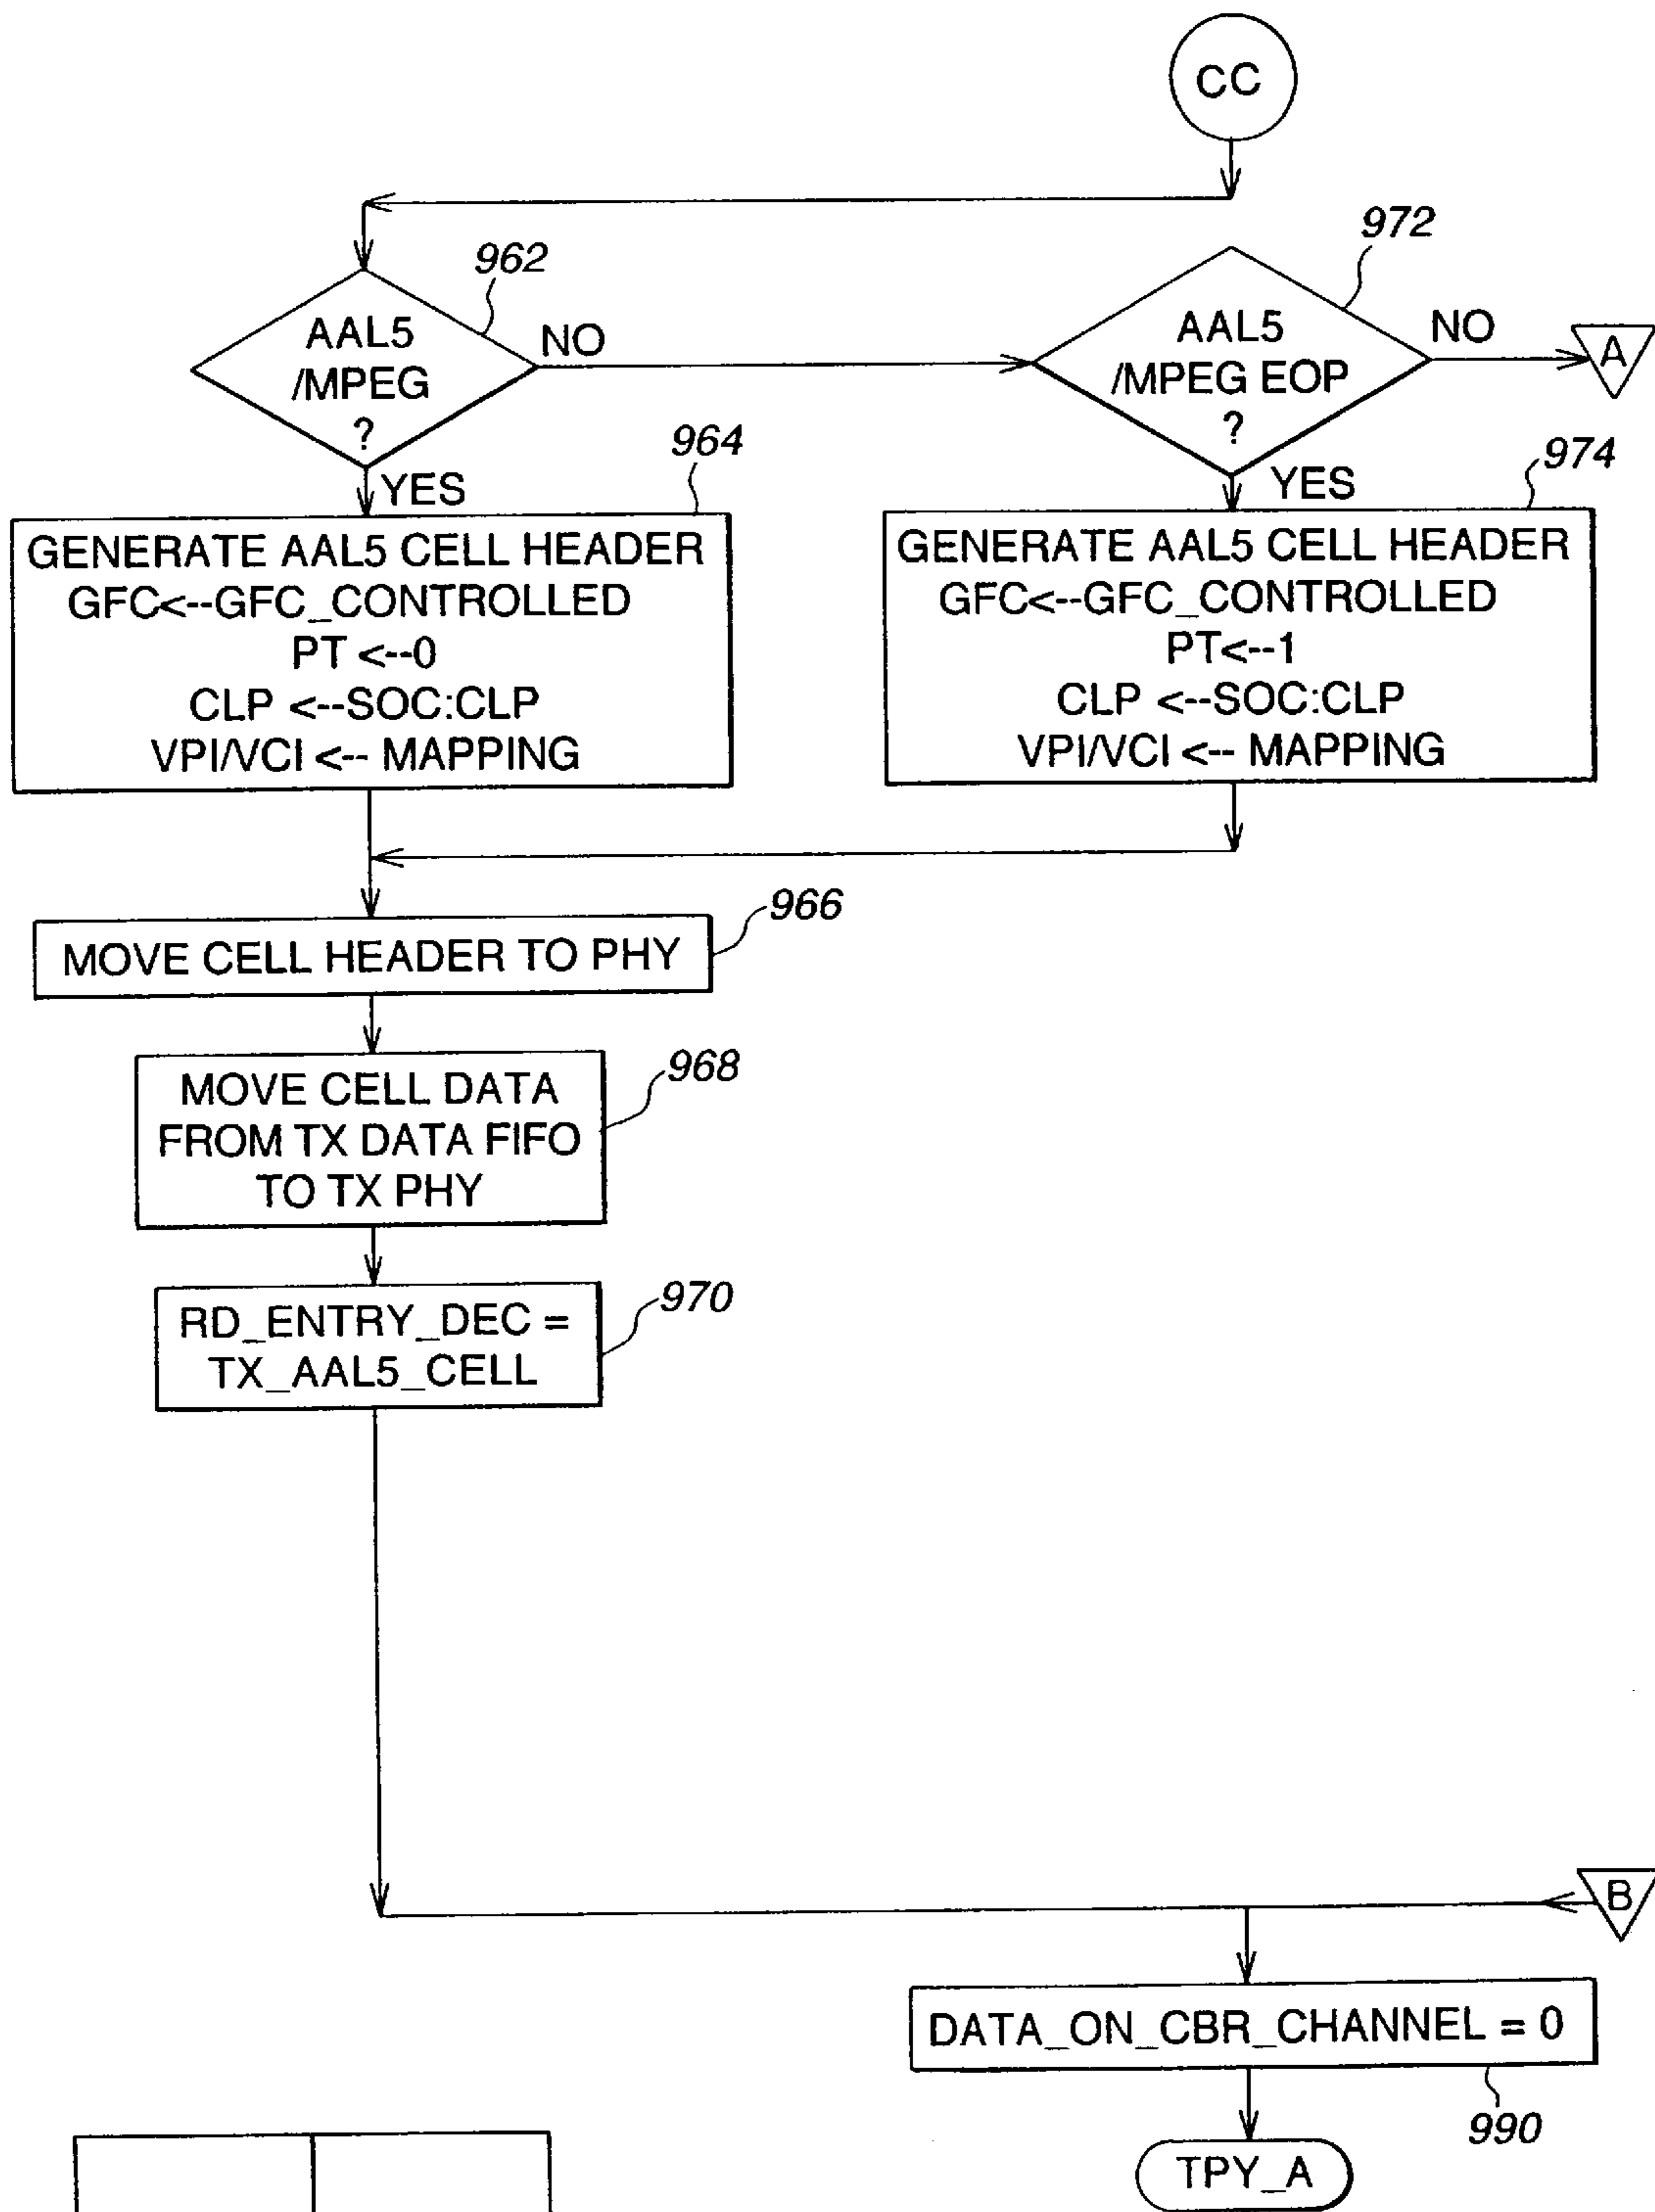 CC
962
972
AAL5
/MPEG
?
NO
AAL5
/MPEG EOP
?
NO
A
YES
964
YES
974
GENERATE AAL5 CELL HEADER
GFC<--GFC_CONTROLLED
PT <--0
CLP <--SOC:CLP
VPI/VCI <-- MAPPING
GENERATE AAL5 CELL HEADER
GFC<--GFC_CONTROLLED
PT<--1
CLP <--SOC:CLP
VPI/VCI <-- MAPPING
966
MOVE CELL HEADER TO PHY
968
MOVE CELL DATA
FROM TX DATA FIFO
TO TX PHY
970
RD_ENTRY_DEC =
TX_AAL5_CELL
B
DATA_ON_CBR_CHANNEL = 0
990
TPY_A